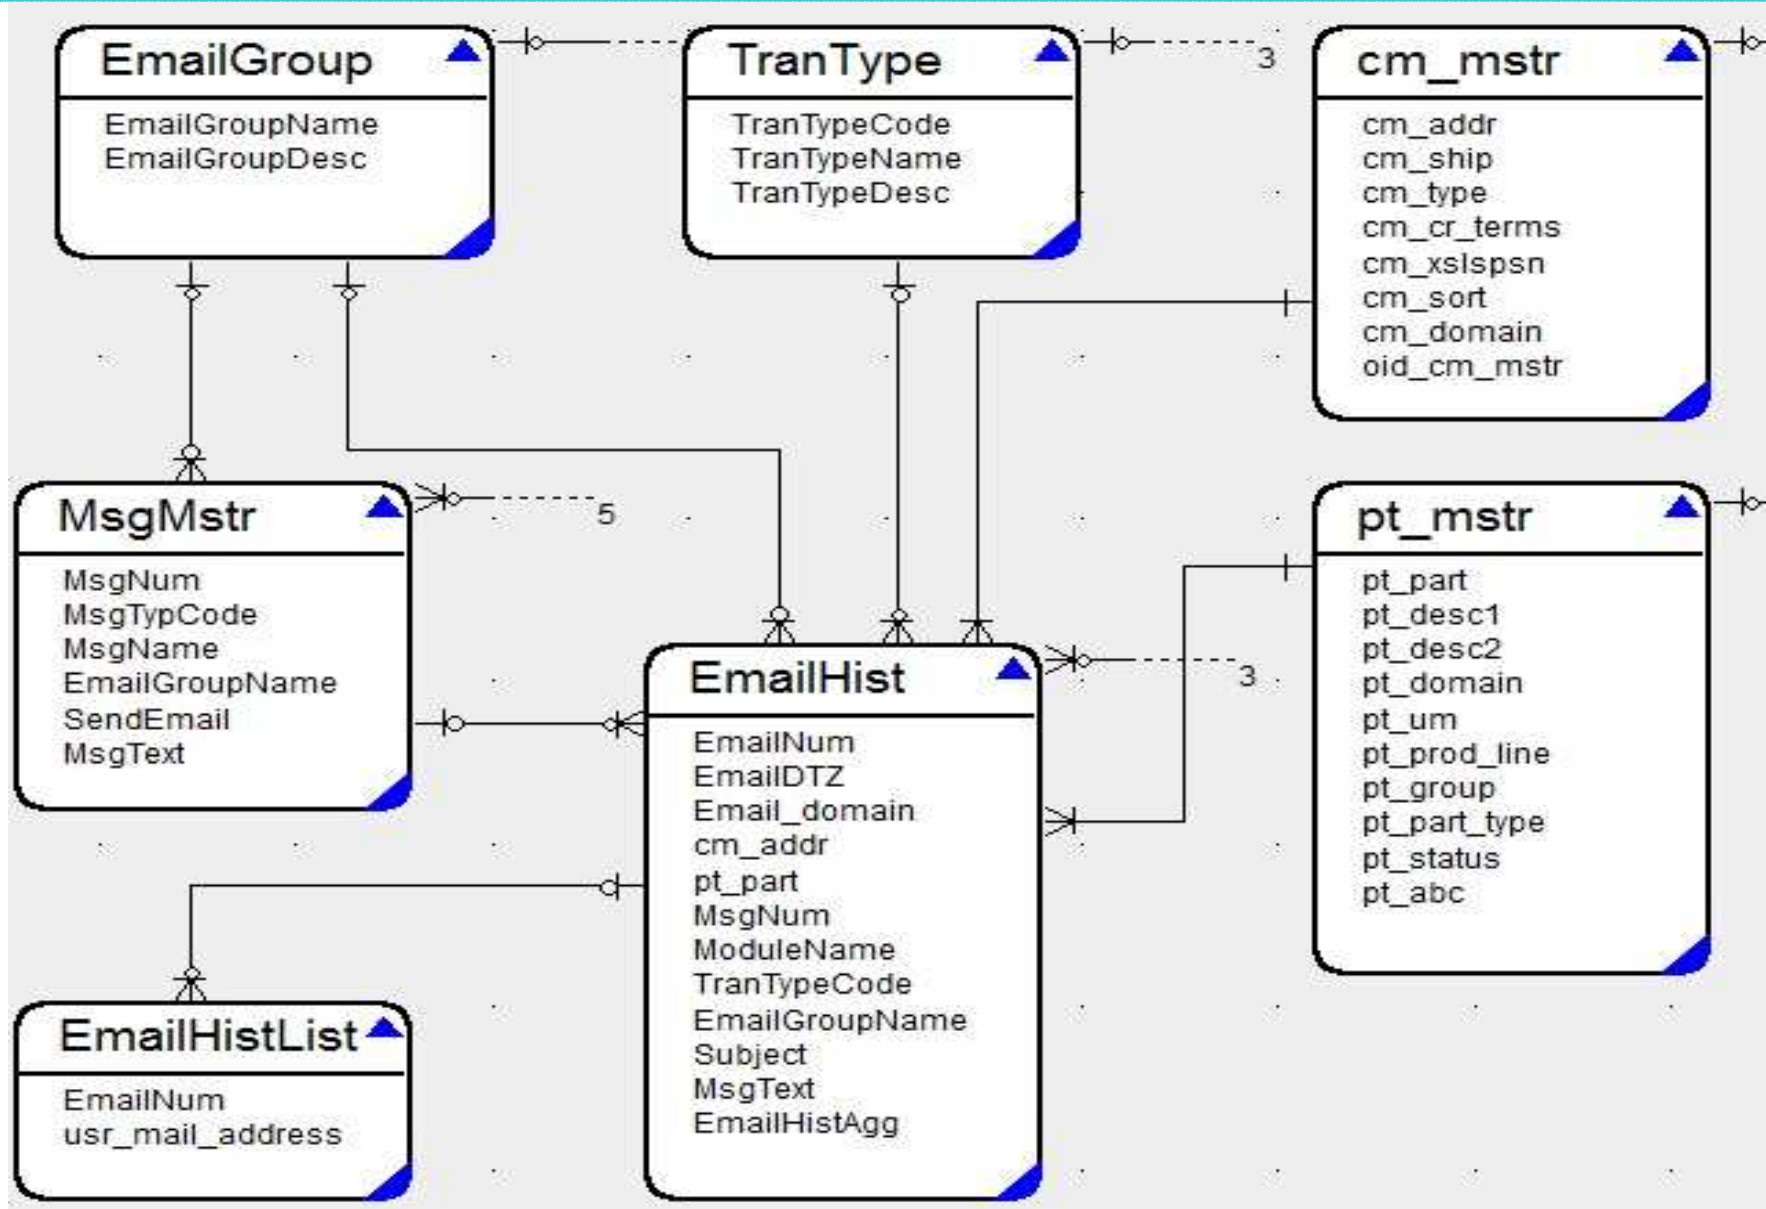 EmailGroup
EmailGroupName
EmailGroupDesc
TranType
TranTypeCode
TranTypeName
TranTypeDesc
3
cm_mstr
cm_addr
cm_ship
cm_type
cm_cr_terms
cm_xslspsn
cm_sort
cm_domain
oid_cm_mstr
MsgMstr
MsgNum
MsgTypCode
MsgName
EmailGroupName
SendEmail
MsgText
5
pt_mstr
pt_part
pt_desc1
pt_desc2
pt_domain
pt_um
pt_prod_line
pt_group
pt_part_type
pt_status
pt_abc
EmailHist
EmailNum
EmailDTZ
Email_domain
cm_addr
pt_part
MsgNum
ModuleName
TranTypeCode
EmailGroupName
Subject
MsgText
EmailHistAgg
3
EmailHistList
EmailNum
usr_mail_address